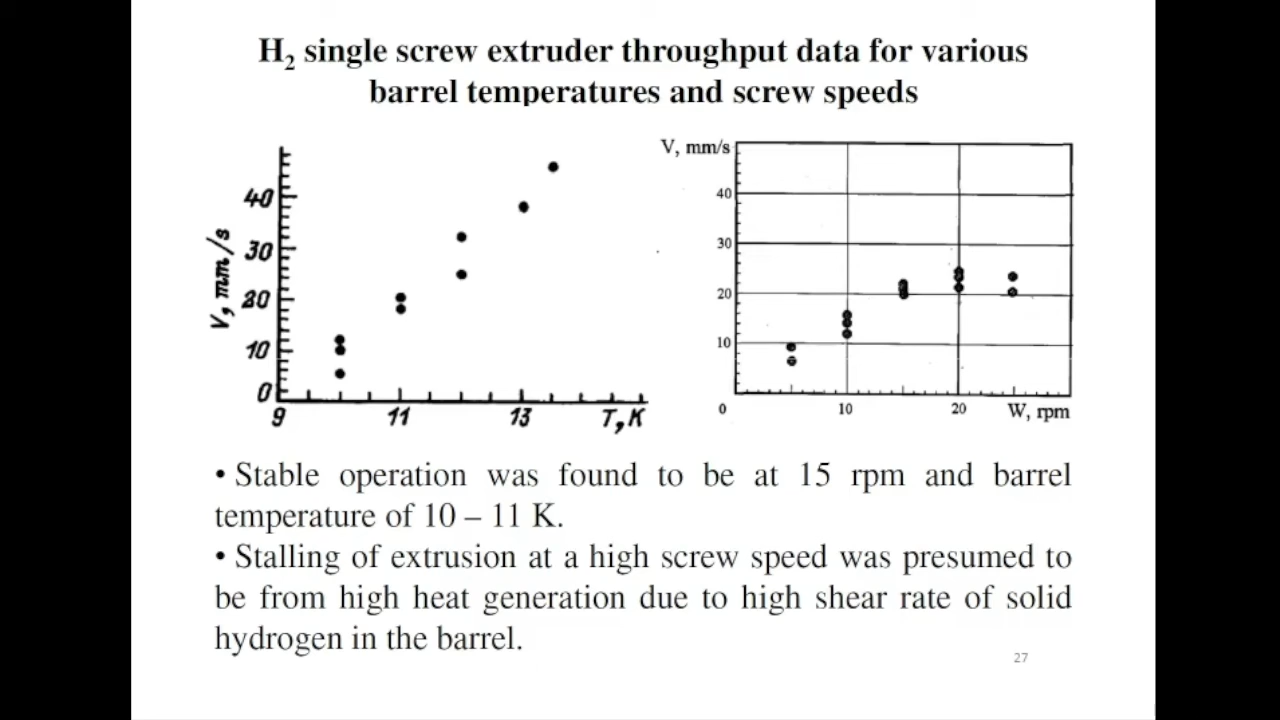 H2 single screw extruder throughput data for various
barrel temperatures and screw speeds
V, mm/s
40
30
20
10
0
9
11
13
T, K
V, mm/s
40
30
20
10
0
10
20
W, rpm
• Stable operation was found to be at 15 rpm and barrel
temperature of 10 – 11 K.
• Stalling of extrusion at a high screw speed was presumed to
be from high heat generation due to high shear rate of solid
hydrogen in the barrel.
27